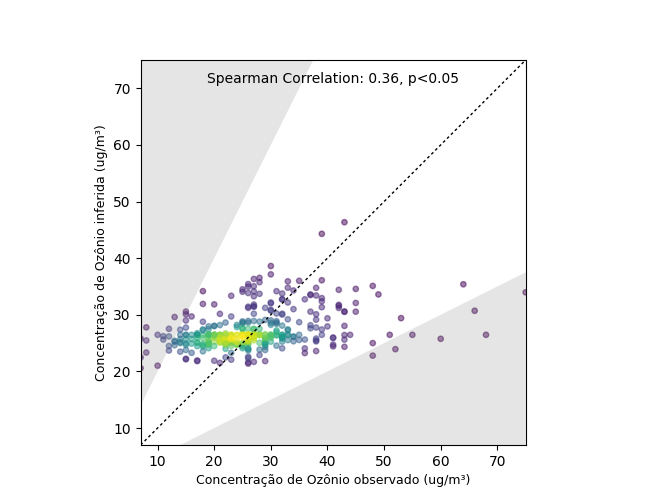 Spearman Correlation: 0.36, p<0.05
70
60
50
40
30
20
10
Concentração de Ozônio inferida (ug/m³)
10 20 30 40 50 60 70
Concentração de Ozônio observado (ug/m³)